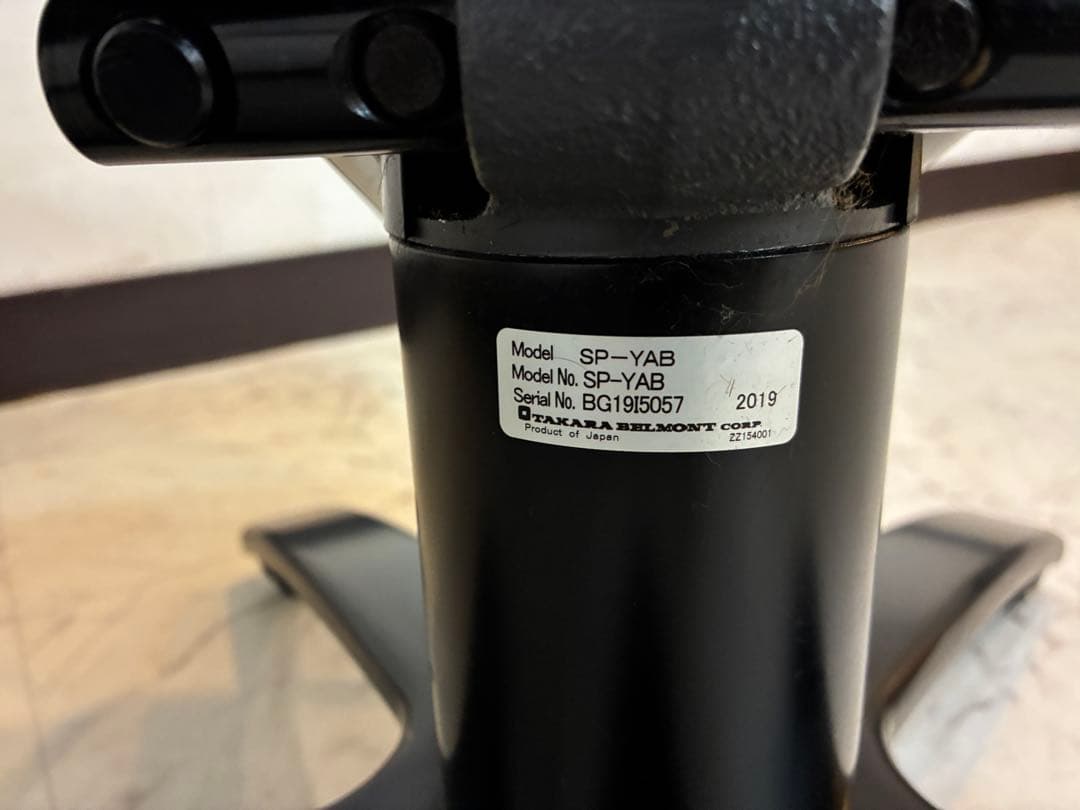 Model SP-YAB
Model No. SP-YAB
Serial No. BG19I5057 2019
TAKARA BELMONT CORP.
Product of Japan ZZ154001